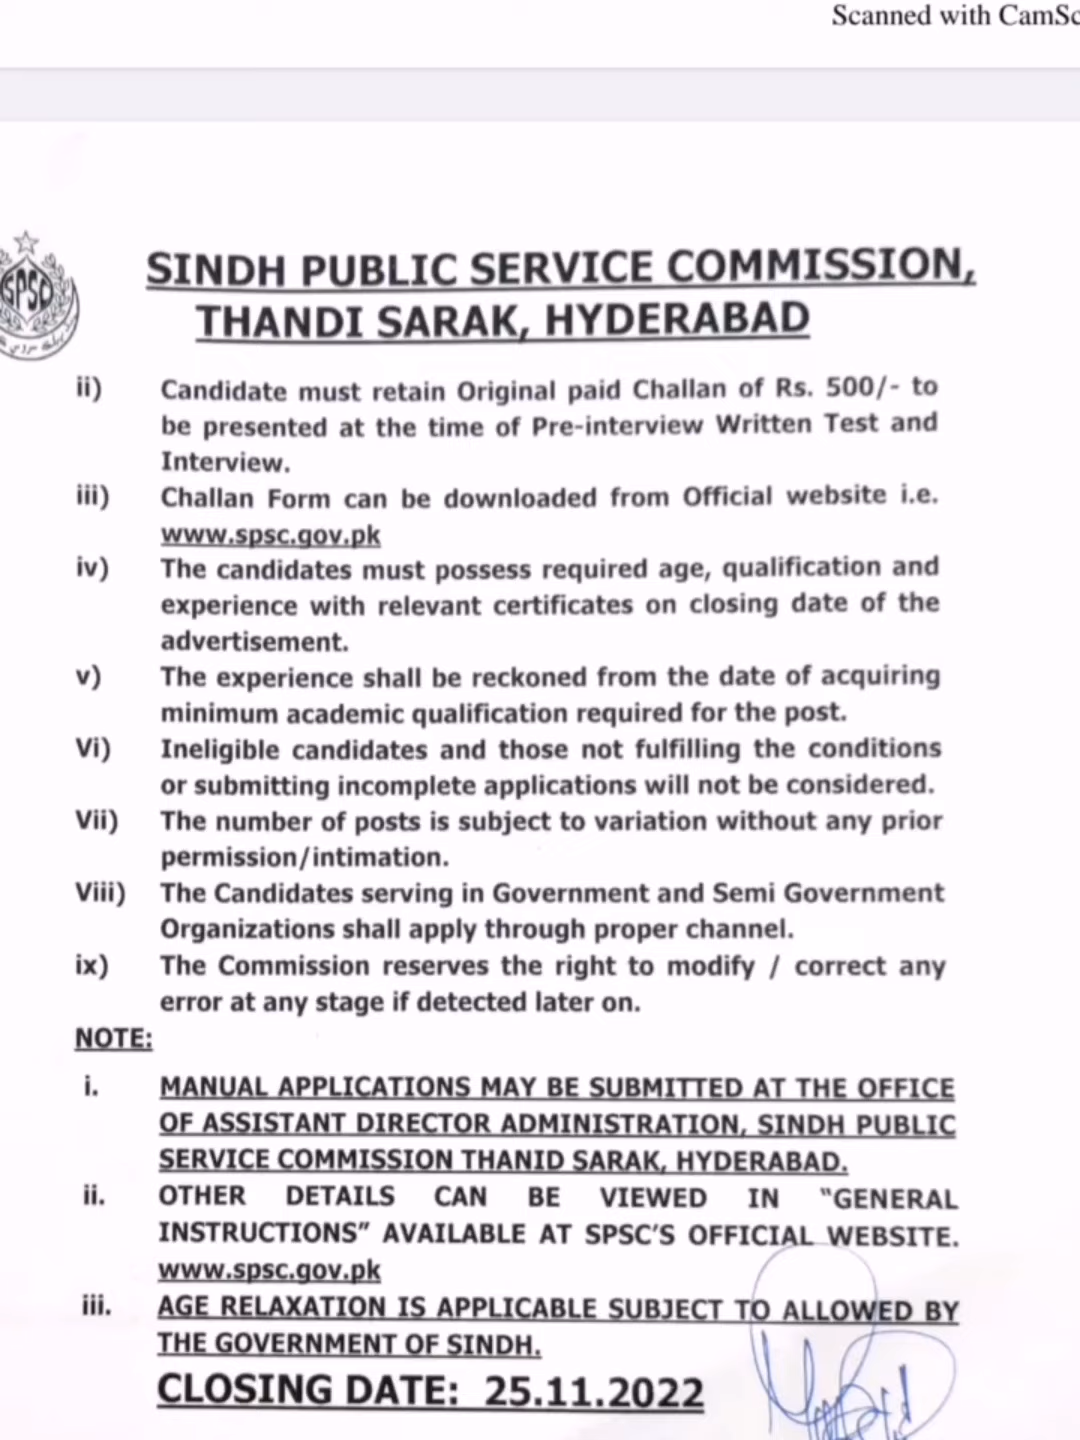 Scanned with CamSc
SPSC
SINDH PUBLIC SERVICE COMMISSION,
THANDI SARAK, HYDERABAD
ii) Candidate must retain Original paid Challan of Rs. 500/- to
be presented at the time of Pre-interview Written Test and
Interview.
iii) Challan Form can be downloaded from Official website i.e.
www.spsc.gov.pk
iv) The candidates must possess required age, qualification and
experience with relevant certificates on closing date of the
advertisement.
v) The experience shall be reckoned from the date of acquiring
minimum academic qualification required for the post.
Vi) Ineligible candidates and those not fulfilling the conditions
or submitting incomplete applications will not be considered.
Vii) The number of posts is subject to variation without any prior
permission/intimation.
Viii) The Candidates serving in Government and Semi Government
Organizations shall apply through proper channel.
ix) The Commission reserves the right to modify / correct any
error at any stage if detected later on.
NOTE:
i. MANUAL APPLICATIONS MAY BE SUBMITTED AT THE OFFICE
OF ASSISTANT DIRECTOR ADMINISTRATION, SINDH PUBLIC
SERVICE COMMISSION THANID SARAK, HYDERABAD.
ii. OTHER DETAILS CAN BE VIEWED IN “GENERAL
INSTRUCTIONS” AVAILABLE AT SPSC’S OFFICIAL WEBSITE.
www.spsc.gov.pk
iii. AGE RELAXATION IS APPLICABLE SUBJECT TO ALLOWED BY
THE GOVERNMENT OF SINDH.
CLOSING DATE: 25.11.2022